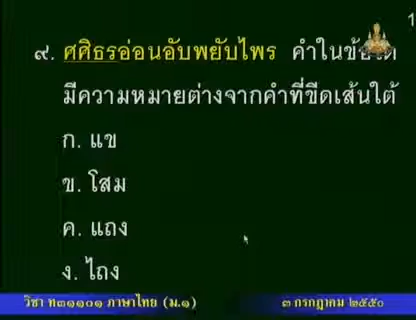 1
๙. ศศิธรอ่อนอับพยับไพร คำในข้อใด
มีความหมายต่างจากคำที่ขีดเส้นใต้
ก. แข
ข. โสม
ค. แถง
ง. ไถง
วิชา ท๓๑๑๐๑ ภาษาไทย (ม.๑) ๓ กรกฎาคม ๒๕๕๐